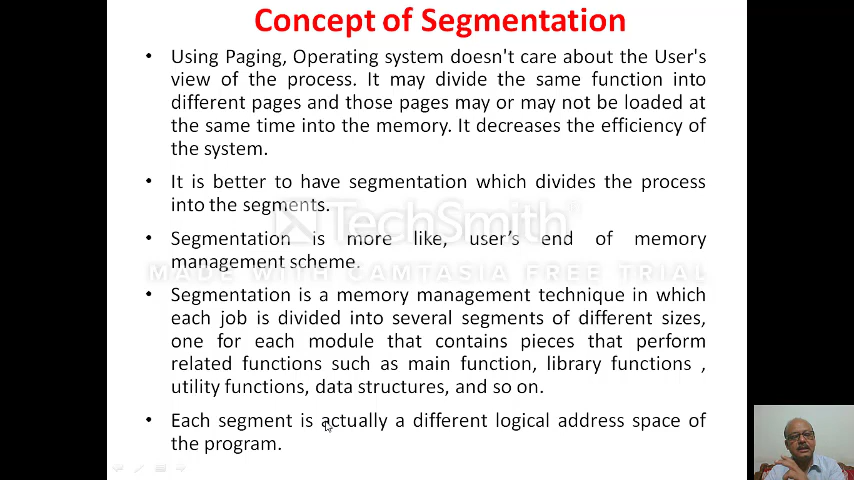 Concept of Segmentation
• Using Paging, Operating system doesn't care about the User's
view of the process. It may divide the same function into
different pages and those pages may or may not be loaded at
the same time into the memory. It decreases the efficiency of
the system.
• It is better to have segmentation which divides the process
into the segments.
TechSmith
• Segmentation is more like, user's end of memory
management scheme.
MADE WITH CAMTASIA FREE TRIAL
• Segmentation is a memory management technique in which
each job is divided into several segments of different sizes,
one for each module that contains pieces that perform
related functions such as main function, library functions ,
utility functions, data structures, and so on.
• Each segment is actually a different logical address space of
the program.